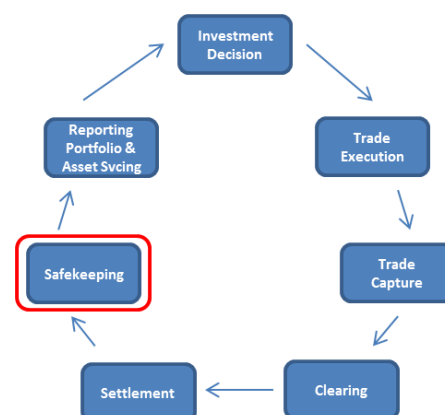 Investment
Decision
Trade
Execution
Trade
Capture
Clearing
Settlement
Safekeeping
Reporting
Portfolio &
Asset Svcing